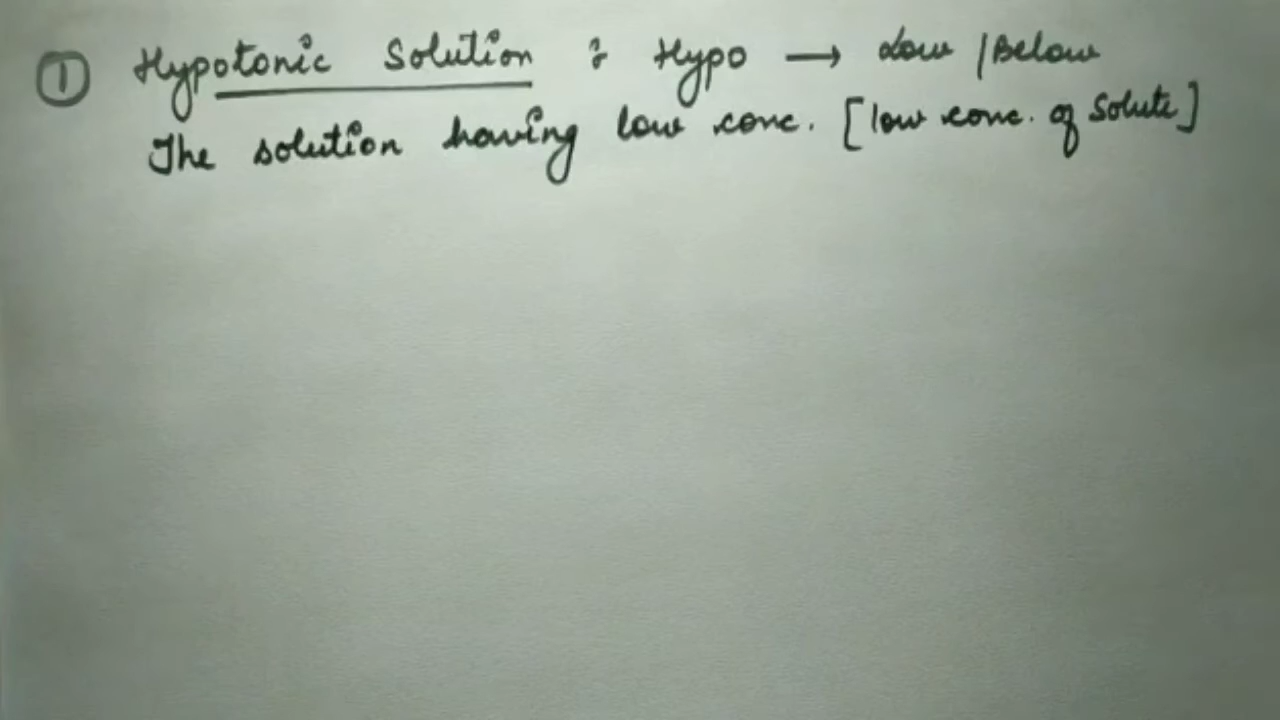 ① Hypotonic Solution : Hypo → Low / Below
The solution having low conc. [low conc. of Solute]